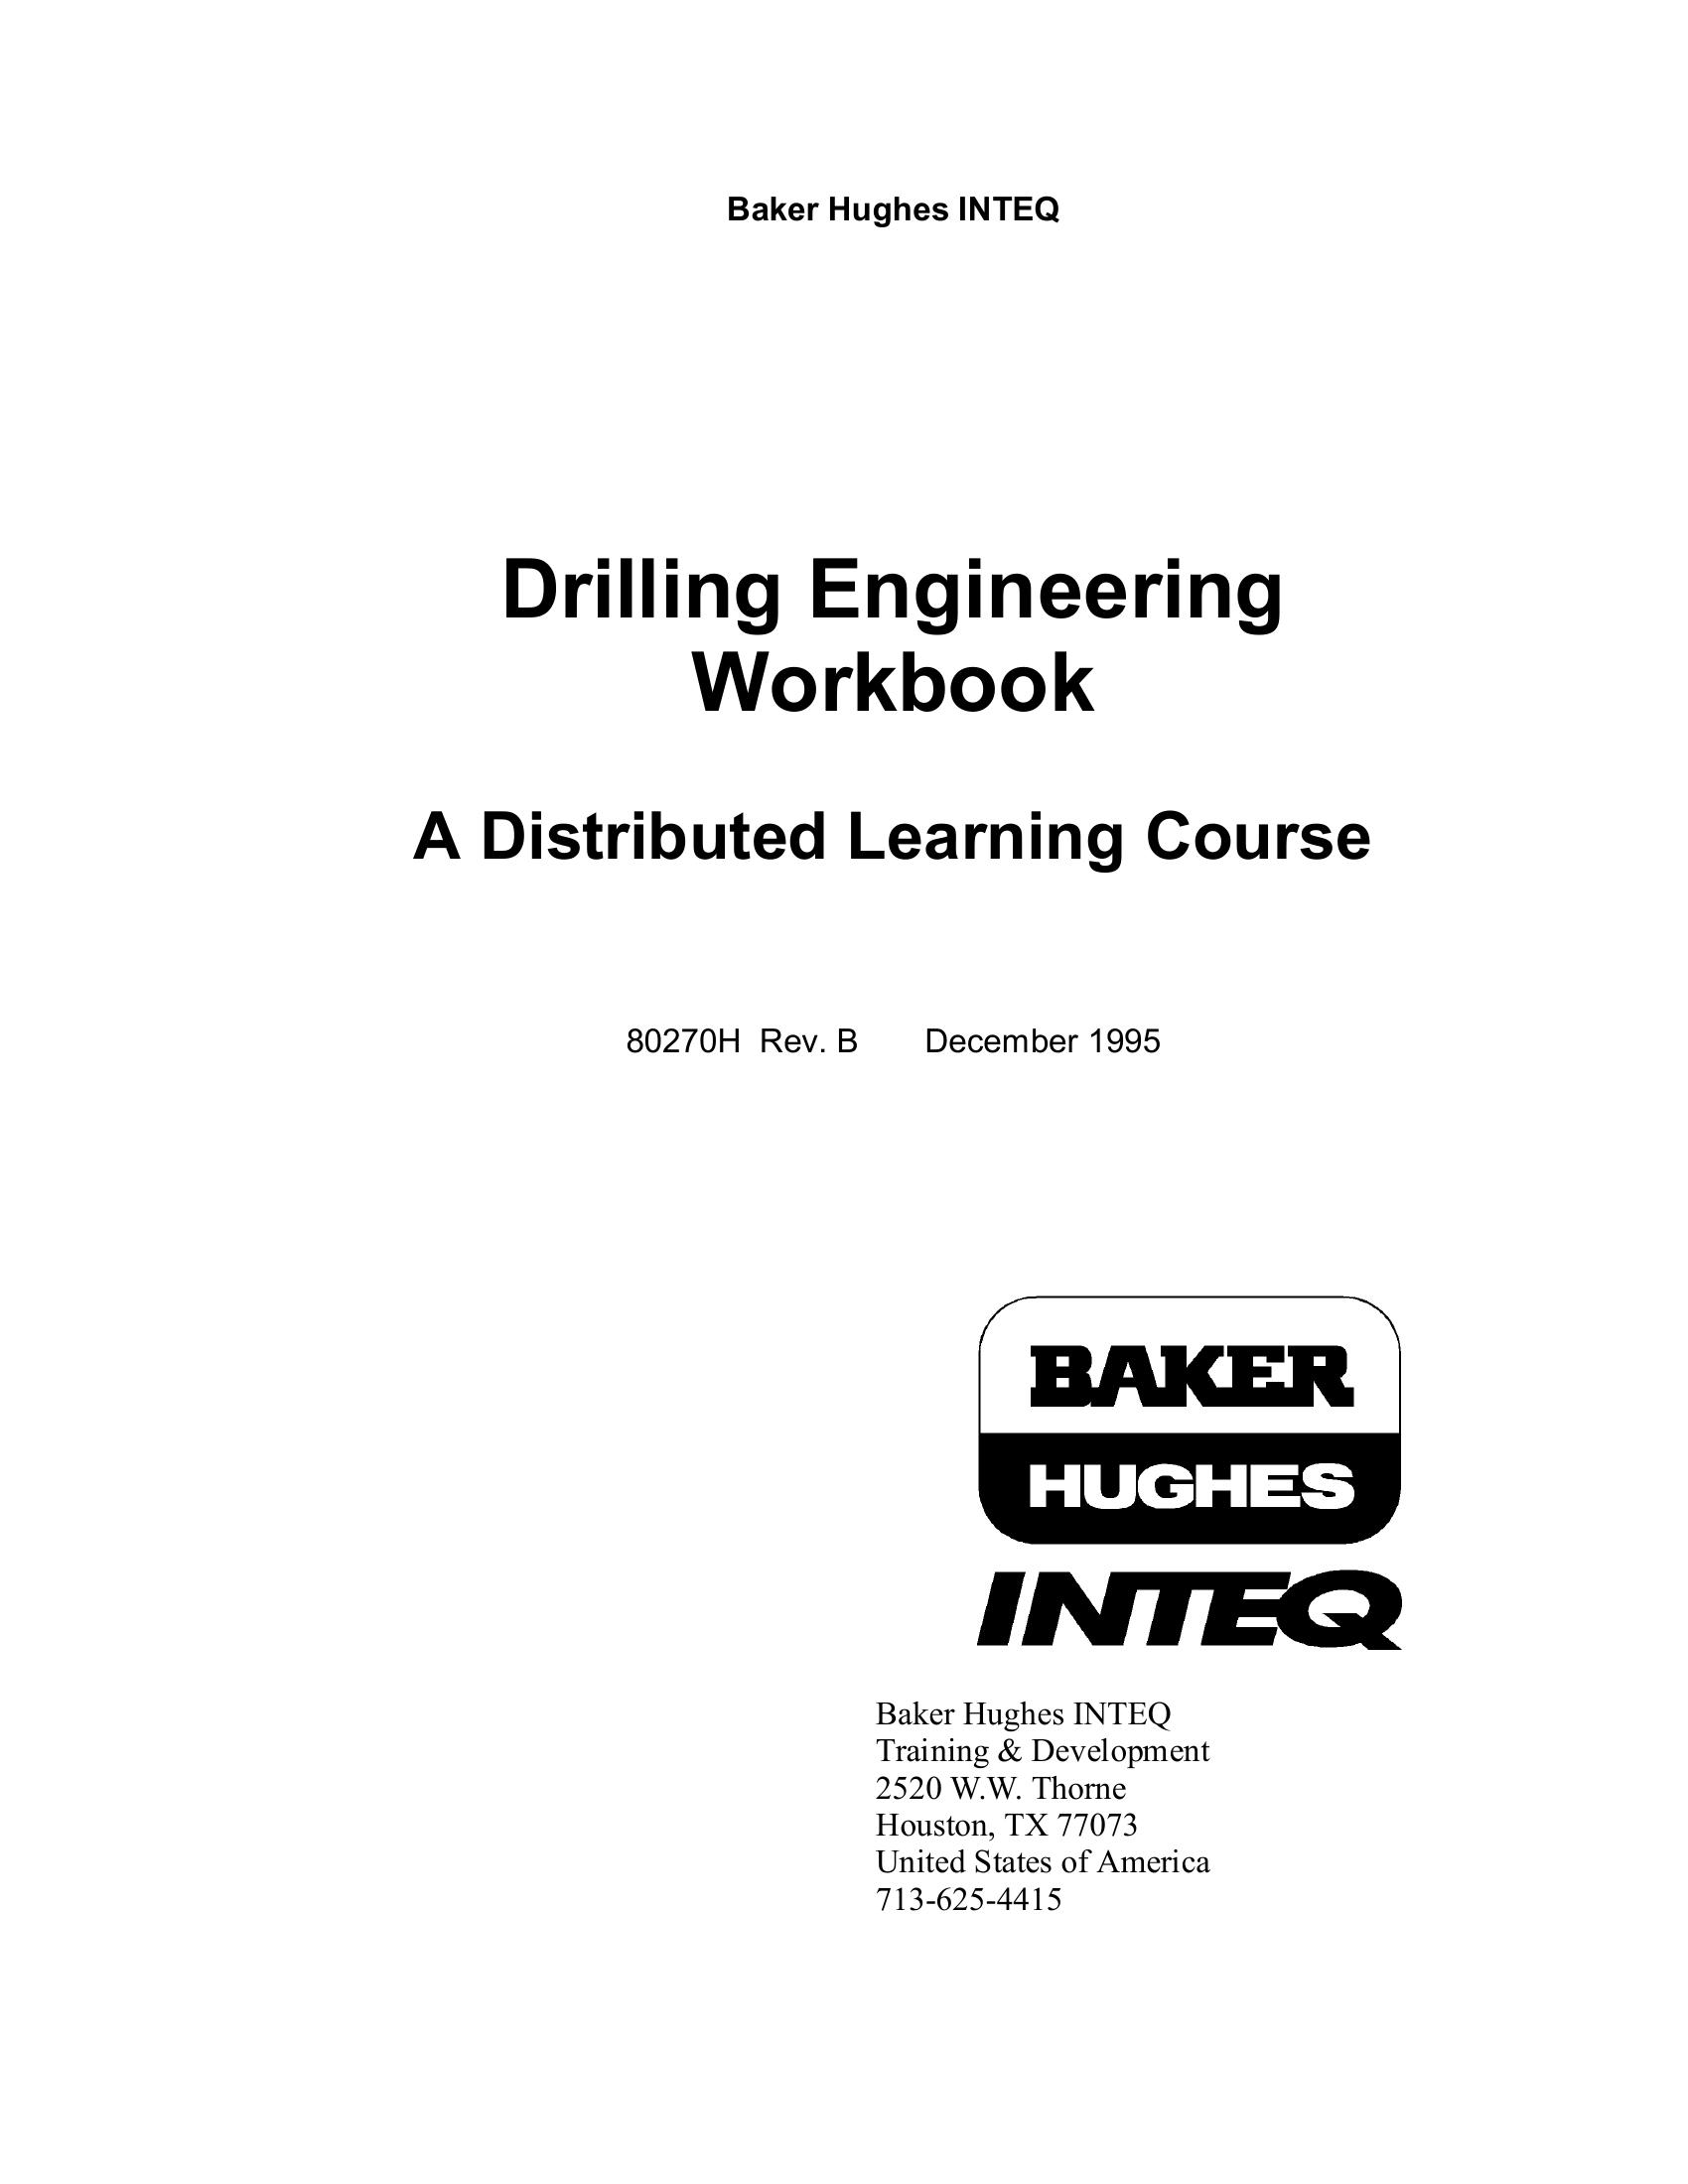 Baker Hughes INTEQ
Drilling Engineering
Workbook
A Distributed Learning Course
80270H Rev. B December 1995
BAKER
HUGHES
INTEQ
Baker Hughes INTEQ
Training & Development
2520 W.W. Thorne
Houston, TX 77073
United States of America
713-625-4415